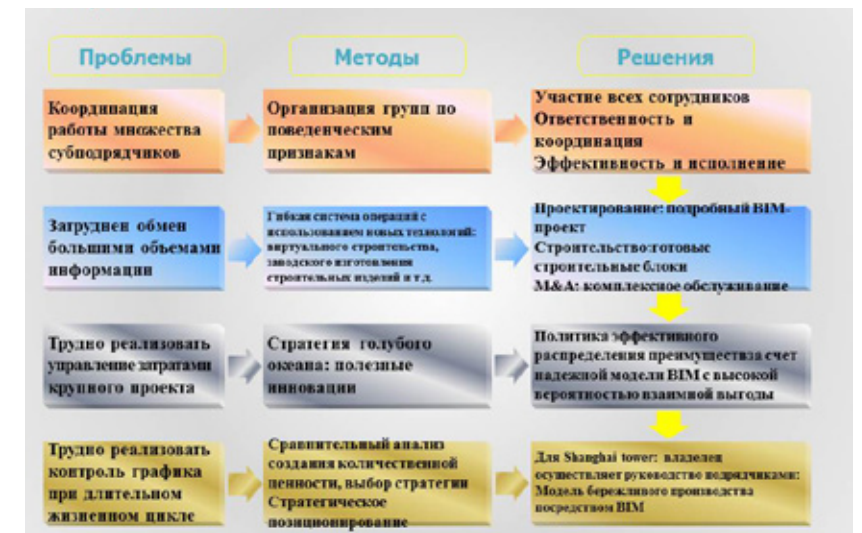 Проблемы
Методы
Решения
Координация
работы множества
субподрядчиков
Организация групп по
поведенческим
признакам
Участие всех сотрудников
Ответственность и
координация
Эффективность и исполнение
Затруднен обмен
большими объемами
информации
Гибкая система операций с
использованием новых технологий:
виртуального строительства,
заводского изготовления
строительных изделий и т.д.
Проектирование: подробный BIM-
проект
Строительство:готовые
строительные блоки
M&A: комплексное обслуживание
Трудно реализовать
управление затратами
крупного проекта
Стратегия голубого
океана: полезные
инновации
Политика эффективного
распределения преимуществза счет
надежной модели BIM с высокой
вероятностью взаимной выгоды
Трудно реализовать
контроль графика
при длительном
жизненном цикле
Сравнительный анализ
создания количественной
ценности, выбор стратегии
Стратегическое
позиционирование
Для Shanghai tower: владелец
осуществляет руководство подрядчиками:
Модель бережливого производства
посредством BIM